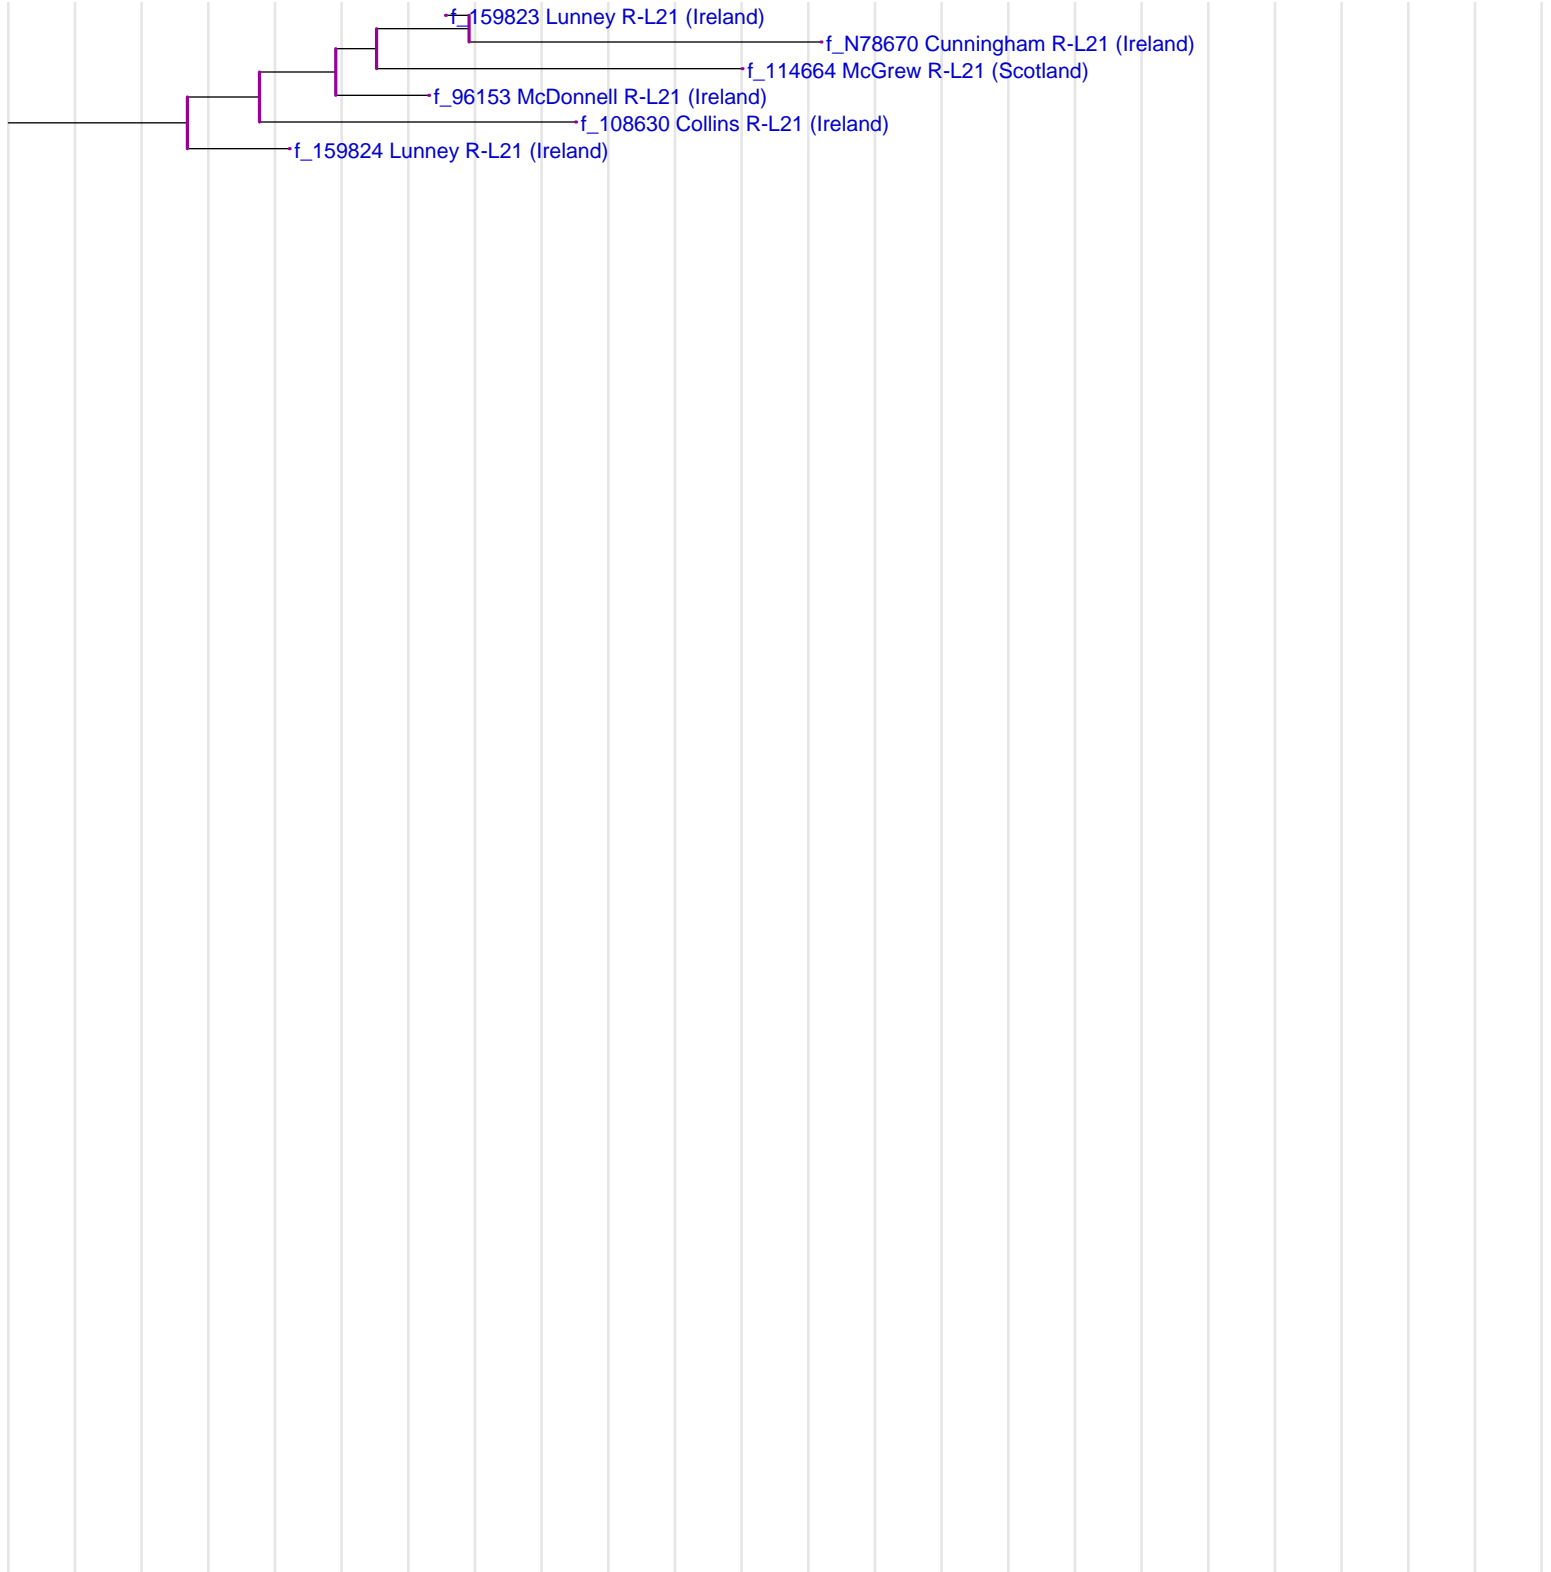 f_159823 Lunney R-L21 (Ireland)
f_N78670 Cunningham R-L21 (Ireland)
f_114664 McGrew R-L21 (Scotland)
f_96153 McDonnell R-L21 (Ireland)
f_108630 Collins R-L21 (Ireland)
f_159824 Lunney R-L21 (Ireland)